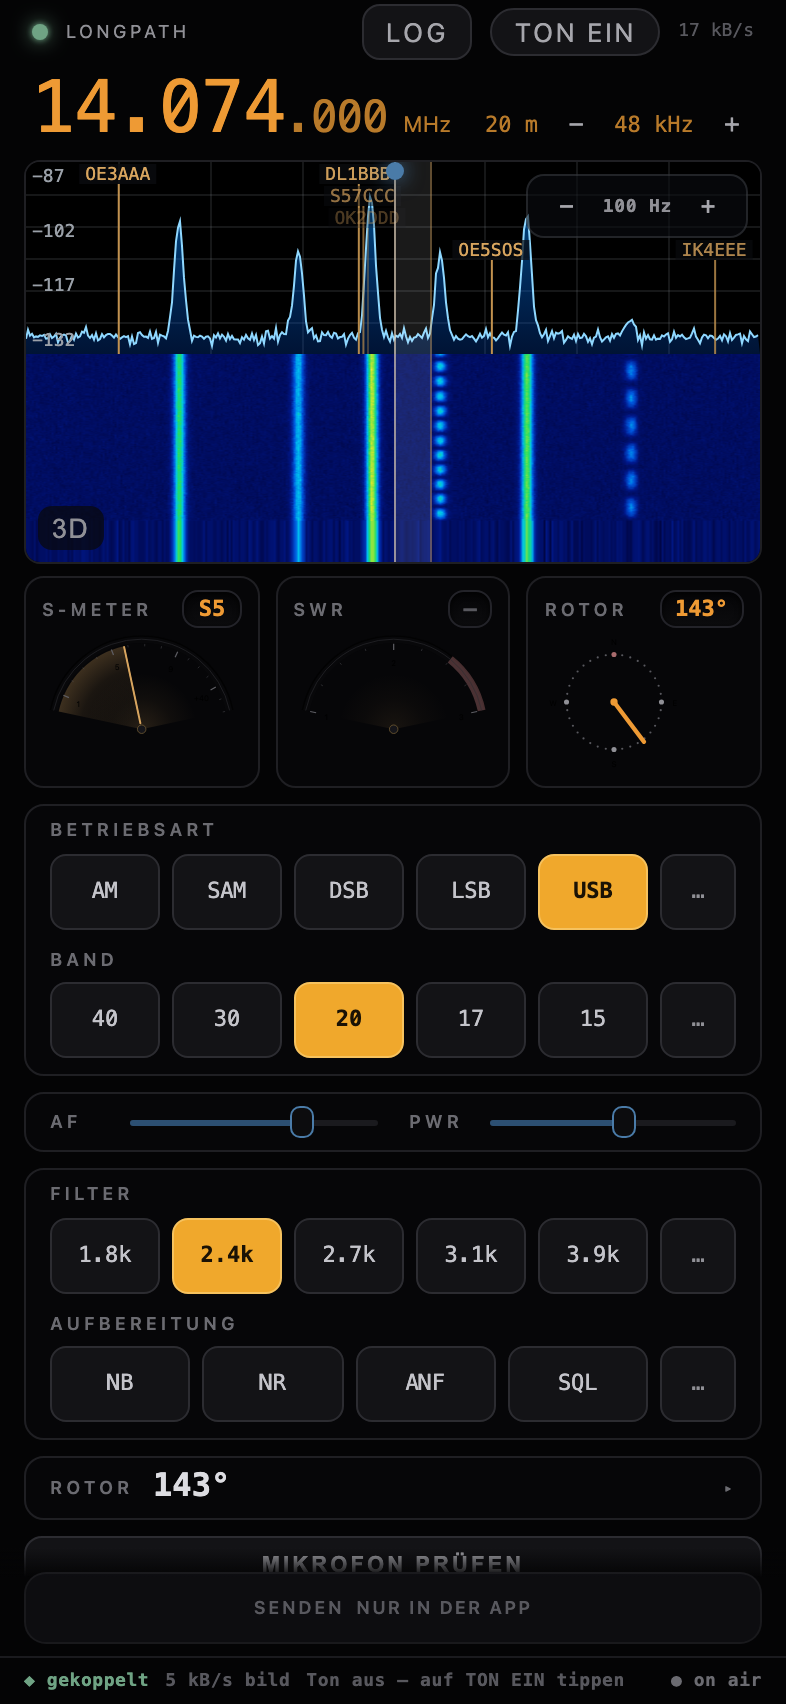 LONGPATH LOG TON EIN 17 kB/s
14.074.000 MHz 20 m − 48 kHz +
−87 OE3AAA DL1BBB
S57CCC − 100 Hz +
OK2DDD
−102
OE5SOS IK4EEE
−117
−132
3D
S-METER S5 SWR — ROTOR 143°
BETRIEBSART
AM SAM DSB LSB USB …
BAND
40 30 20 17 15 …
AF PWR
FILTER
1.8k 2.4k 2.7k 3.1k 3.9k …
AUFBEREITUNG
NB NR ANF SQL …
ROTOR 143° ▸
MIKROFON PRÜFEN
SENDEN NUR IN DER APP
◆ gekoppelt 5 kB/s bild Ton aus — auf TON EIN tippen ● on air